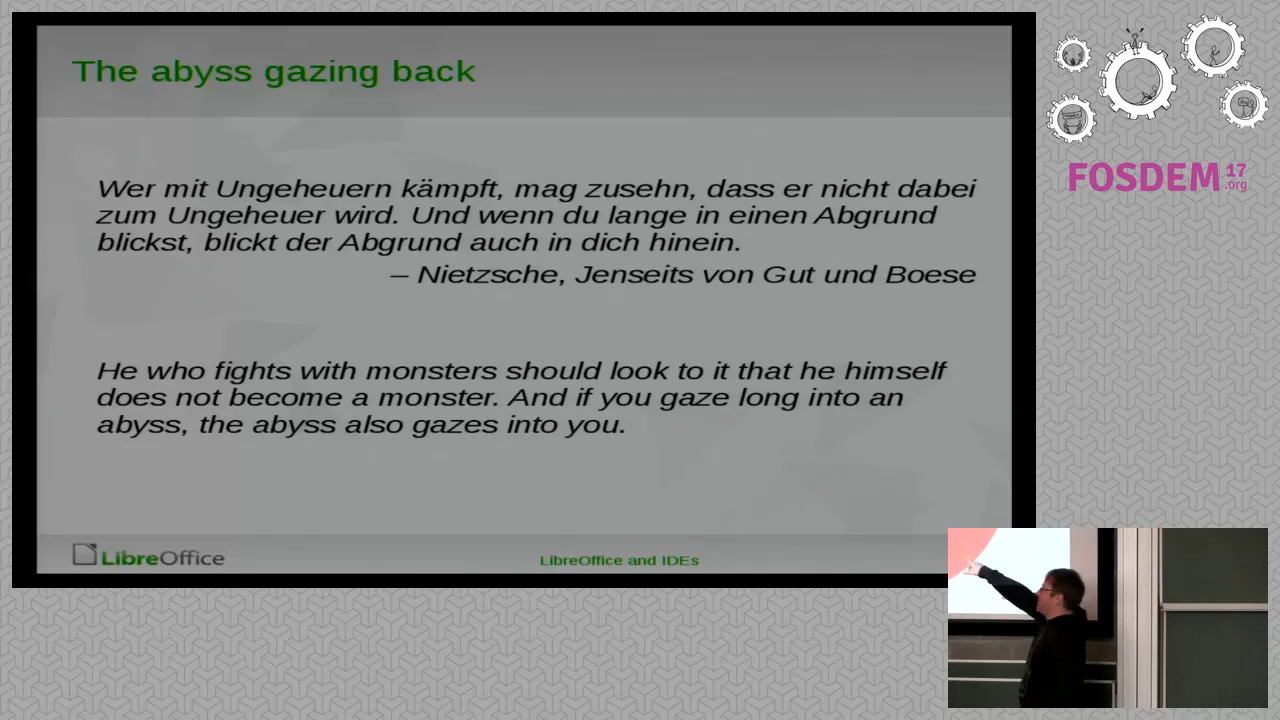 The abyss gazing back
Wer mit Ungeheuern kämpft, mag zusehn, dass er nicht dabei
zum Ungeheuer wird. Und wenn du lange in einen Abgrund
blickst, blickt der Abgrund auch in dich hinein.
– Nietzsche, Jenseits von Gut und Boese
He who fights with monsters should look to it that he himself
does not become a monster. And if you gaze long into an
abyss, the abyss also gazes into you.
LibreOffice
LibreOffice and IDEs
FOSDEM 17
.org